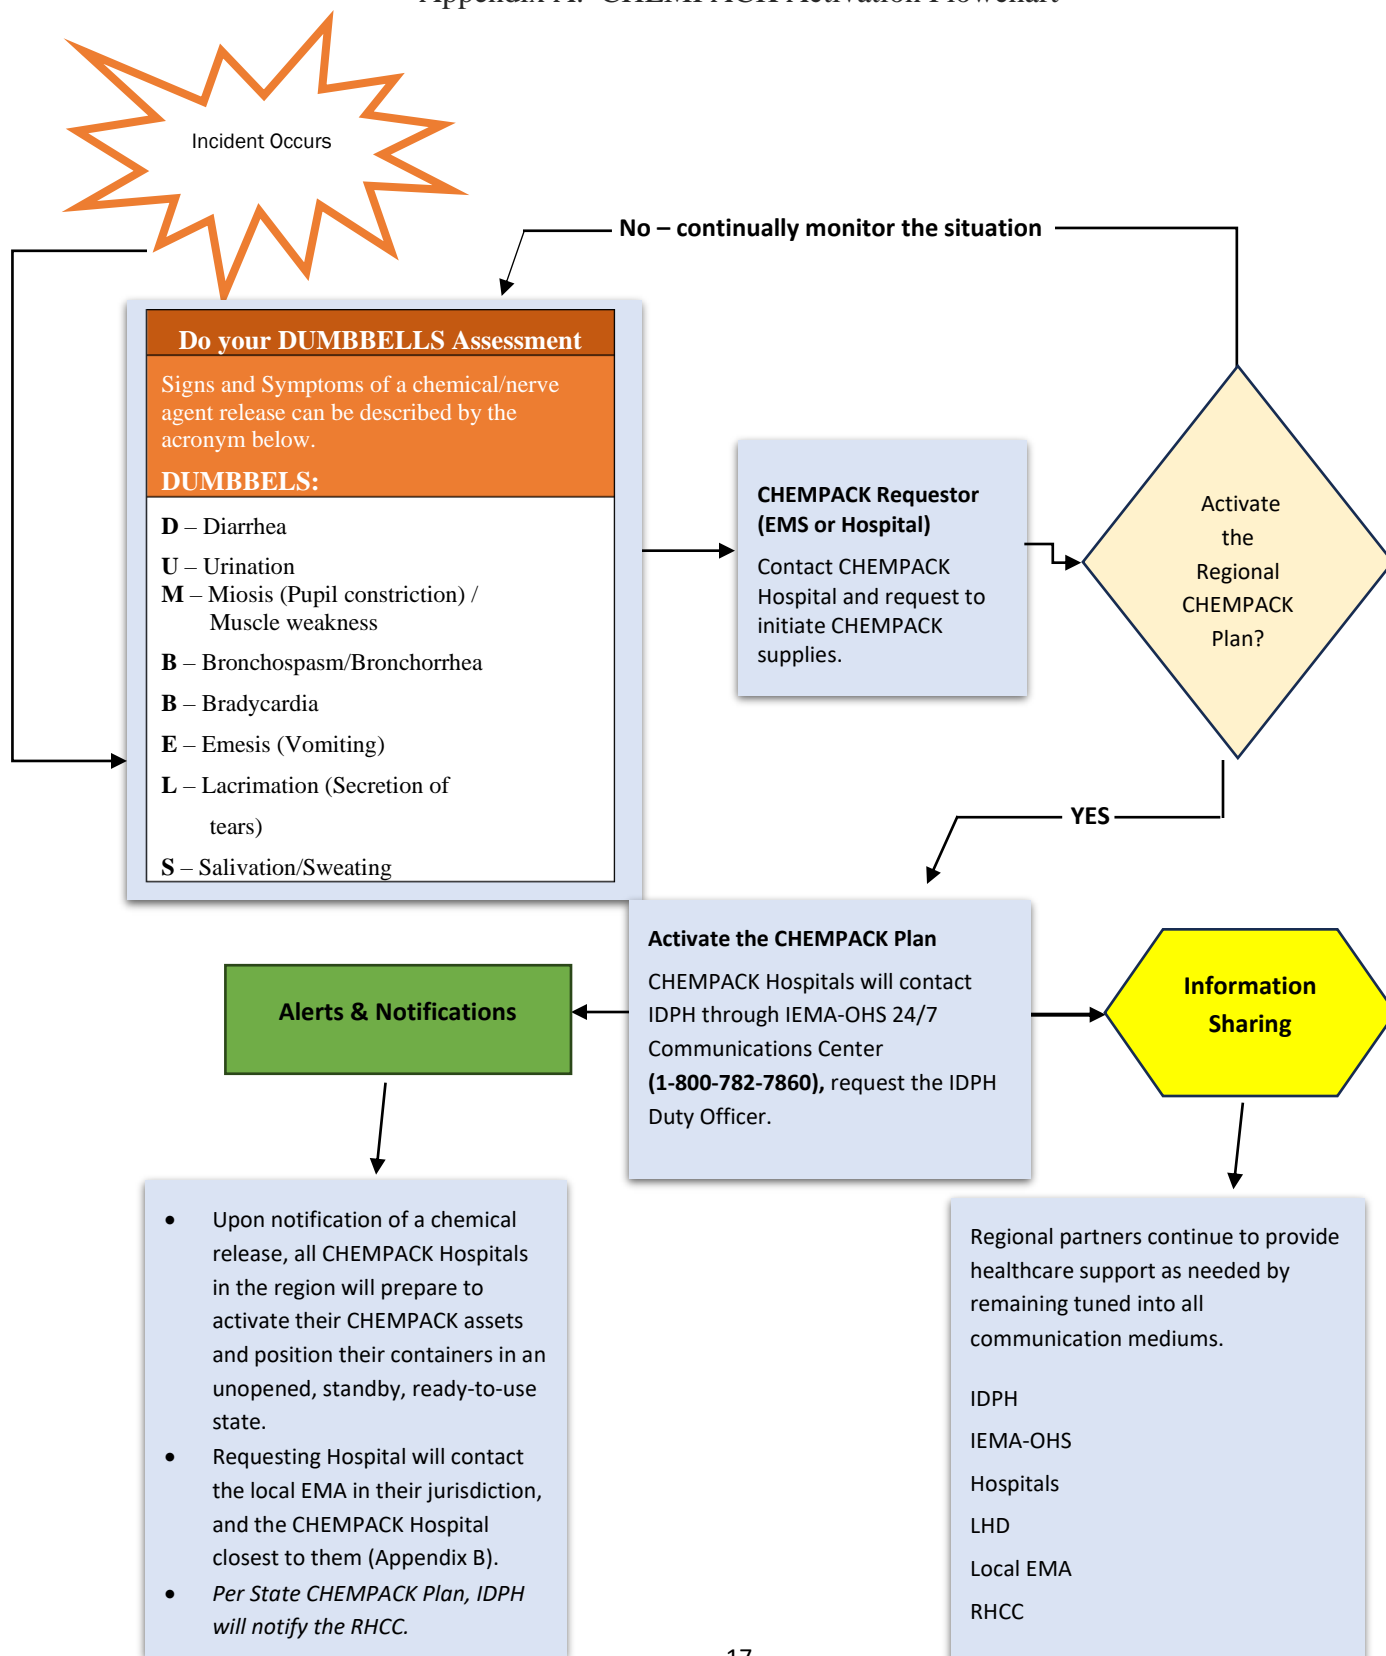 Appendix A: CHEMPACK Activation Flowchart
Incident Occurs
No – continually monitor the situation
Do your DUMBBELLS Assessment
Signs and Symptoms of a chemical/nerve
agent release can be described by the
acronym below.
DUMBBELS:
D – Diarrhea
U – Urination
M – Miosis (Pupil constriction) /
Muscle weakness
B – Bronchospasm/Bronchorrhea
B – Bradycardia
E – Emesis (Vomiting)
L – Lacrimation (Secretion of
tears)
S – Salivation/Sweating
CHEMPACK Requestor
(EMS or Hospital)
Contact CHEMPACK
Hospital and request to
initiate CHEMPACK
supplies.
Activate
the
Regional
CHEMPACK
Plan?
YES
Activate the CHEMPACK Plan
CHEMPACK Hospitals will contact
IDPH through IEMA-OHS 24/7
Communications Center
(1-800-782-7860), request the IDPH
Duty Officer.
Alerts & Notifications
Information
Sharing
• Upon notification of a chemical
release, all CHEMPACK Hospitals
in the region will prepare to
activate their CHEMPACK assets
and position their containers in an
unopened, standby, ready-to-use
state.
• Requesting Hospital will contact
the local EMA in their jurisdiction,
and the CHEMPACK Hospital
closest to them (Appendix B).
• Per State CHEMPACK Plan, IDPH
will notify the RHCC.
Regional partners continue to provide
healthcare support as needed by
remaining tuned into all
communication mediums.
IDPH
IEMA-OHS
Hospitals
LHD
Local EMA
RHCC
17